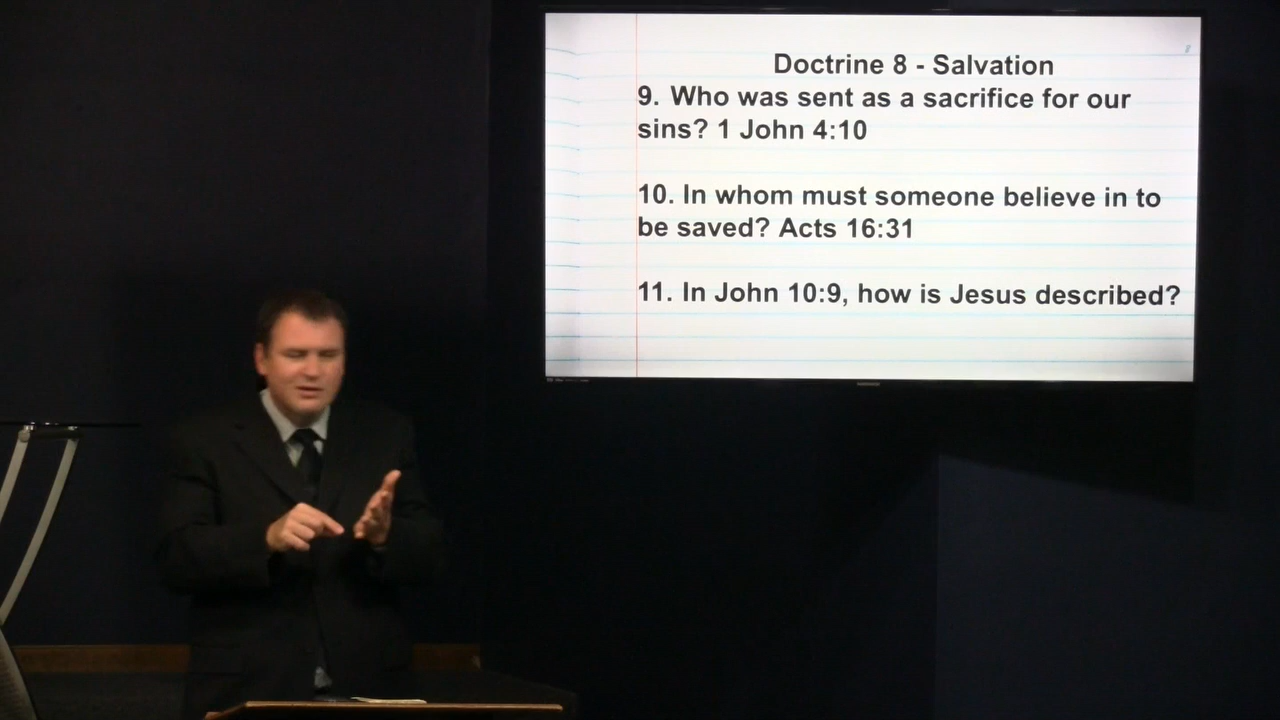 Doctrine 8 - Salvation
9. Who was sent as a sacrifice for our
sins? 1 John 4:10
10. In whom must someone believe in to
be saved? Acts 16:31
11. In John 10:9, how is Jesus described?